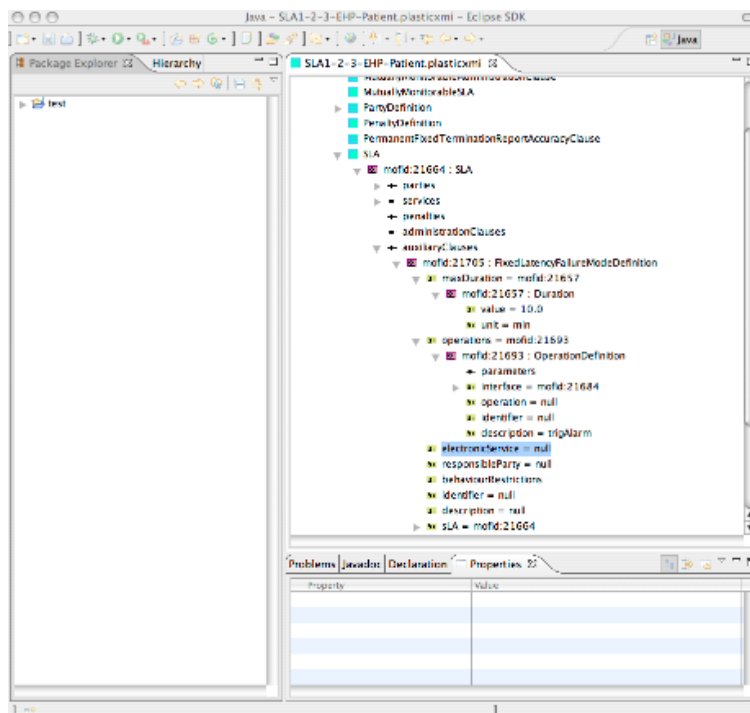 Java - SLA1-2-3-EHP-Patient.plasticxmi - Eclipse SDK
Java
Package Explorer
Hierarchy
test
SLA1-2-3-EHP-Patient.plasticxmi
MutuallyMonitorableAdministrationClause
MutuallyMonitorableSLA
PartyDefinition
PenaltyDefinition
PermanentFixedTerminationReportAccuracyClause
SLA
mofid:21664 : SLA
parties
services
penalties
administrationClauses
auxiliaryClauses
mofid:21705 : FixedLatencyFailureModeDefinition
maxDuration = mofid:21657
mofid:21657 : Duration
value = 10.0
unit = min
operations = mofid:21693
mofid:21693 : OperationDefinition
parameters
interface = mofid:21684
operation = null
identifier = null
description = trigAlarm
electronicService = null
responsibleParty = null
behaviourRestrictions
identifier = null
description = null
sLA = mofid:21664
Problems Javadoc Declaration Properties
Property Value